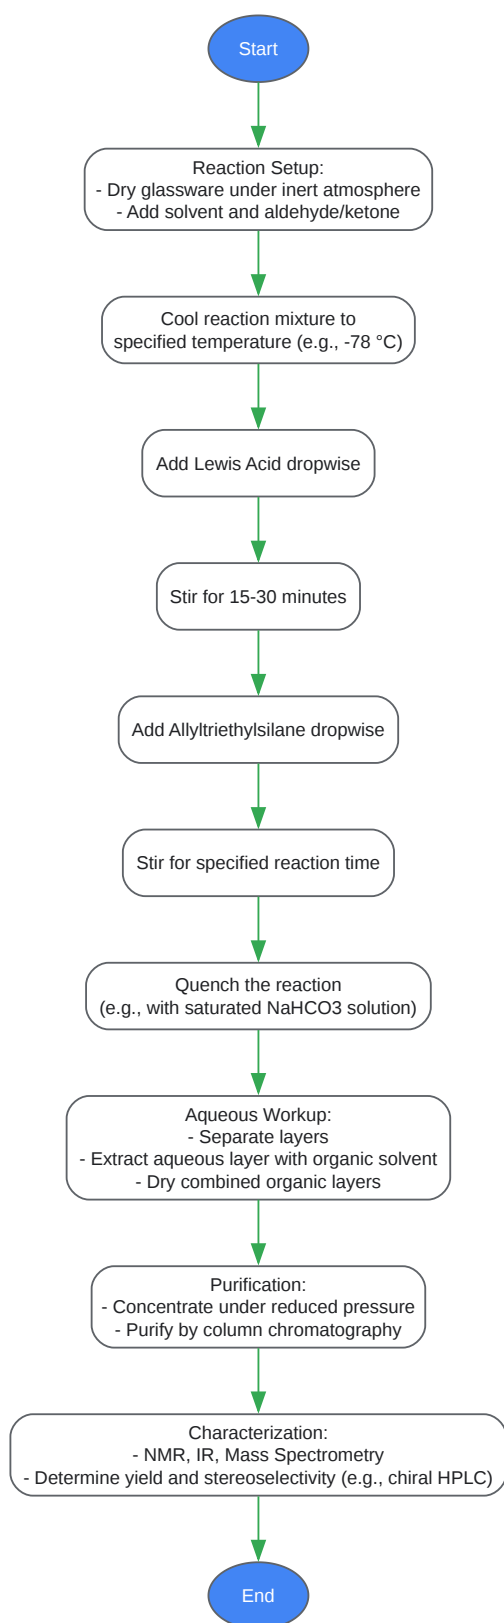 Start
Reaction Setup:
- Dry glassware under inert atmosphere
- Add solvent and aldehyde/ketone
Cool reaction mixture to
specified temperature (e.g., -78 °C)
Add Lewis Acid dropwise
Stir for 15-30 minutes
Add Allyltriethylsilane dropwise
Stir for specified reaction time
Quench the reaction
(e.g., with saturated NaHCO3 solution)
Aqueous Workup:
- Separate layers
- Extract aqueous layer with organic solvent
- Dry combined organic layers
Purification:
- Concentrate under reduced pressure
- Purify by column chromatography
Characterization:
- NMR, IR, Mass Spectrometry
- Determine yield and stereoselectivity (e.g., chiral HPLC)
End